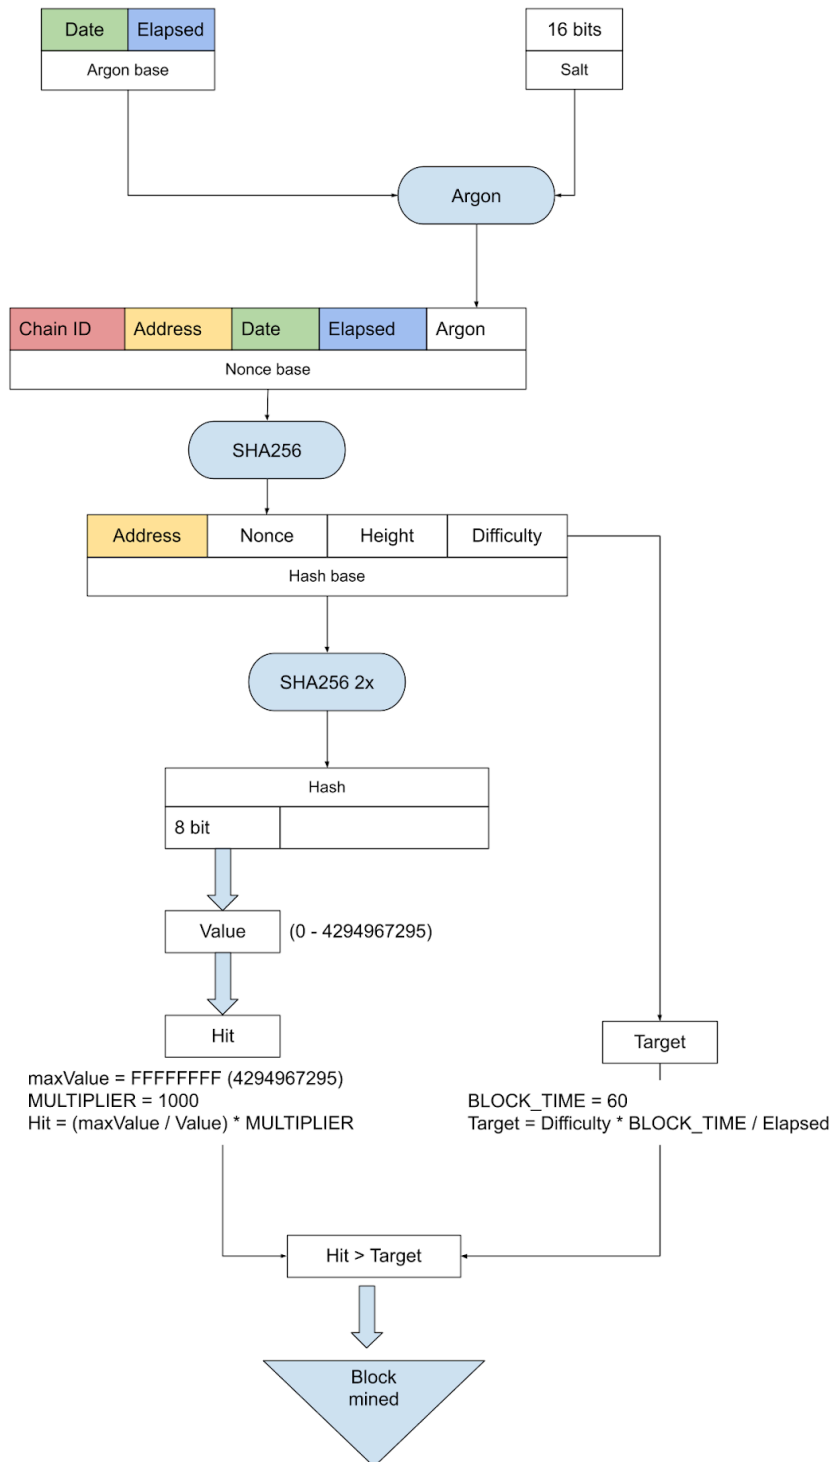 Date
Elapsed
Argon base
16 bits
Salt
Argon
Chain ID
Address
Date
Elapsed
Argon
Nonce base
SHA256
Address
Nonce
Height
Difficulty
Hash base
SHA256 2x
Hash
8 bit
Value
(0 - 4294967295)
Hit
maxValue = FFFFFFFF (4294967295)
MULTIPLIER = 1000
Hit = (maxValue / Value) * MULTIPLIER
Target
BLOCK_TIME = 60
Target = Difficulty * BLOCK_TIME / Elapsed
Hit > Target
Block
mined